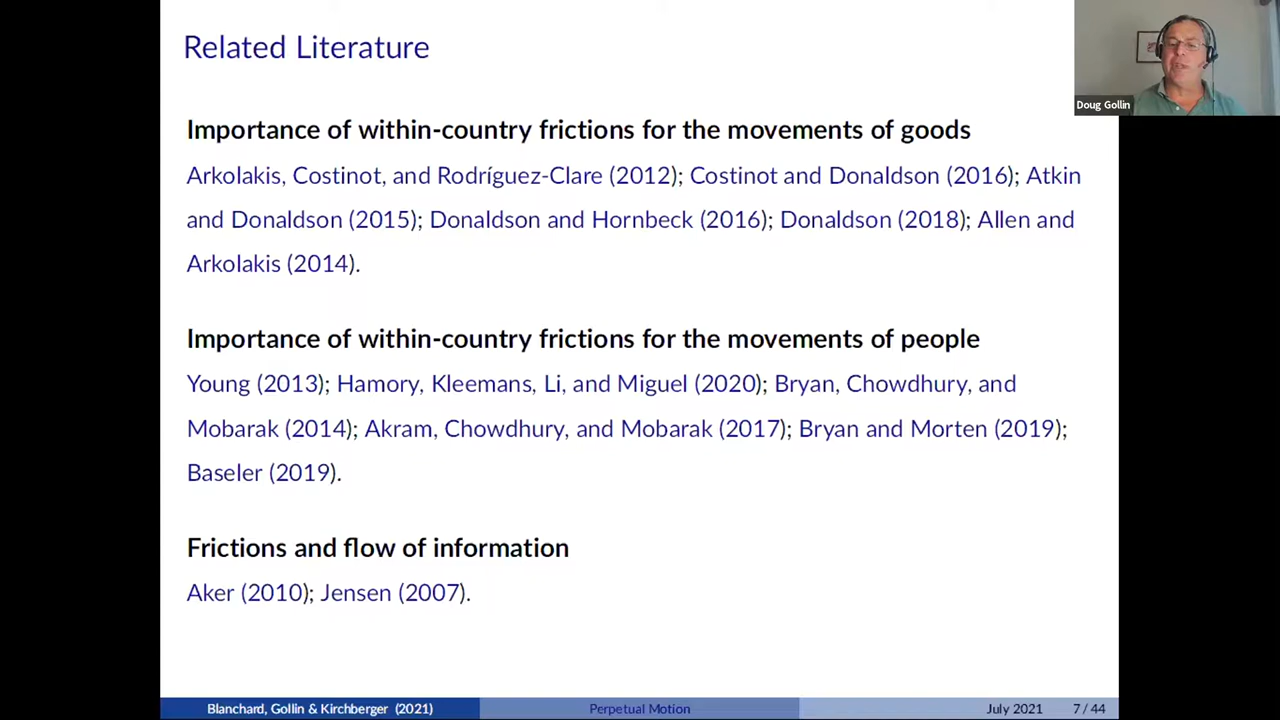 Related Literature
Doug Gollin
Importance of within-country frictions for the movements of goods
Arkolakis, Costinot, and Rodríguez-Clare (2012); Costinot and Donaldson (2016); Atkin
and Donaldson (2015); Donaldson and Hornbeck (2016); Donaldson (2018); Allen and
Arkolakis (2014).
Importance of within-country frictions for the movements of people
Young (2013); Hamory, Kleemans, Li, and Miguel (2020); Bryan, Chowdhury, and
Mobarak (2014); Akram, Chowdhury, and Mobarak (2017); Bryan and Morten (2019);
Baseler (2019).
Frictions and flow of information
Aker (2010); Jensen (2007).
Blanchard, Gollin & Kirchberger (2021) Perpetual Motion July 2021 7 / 44